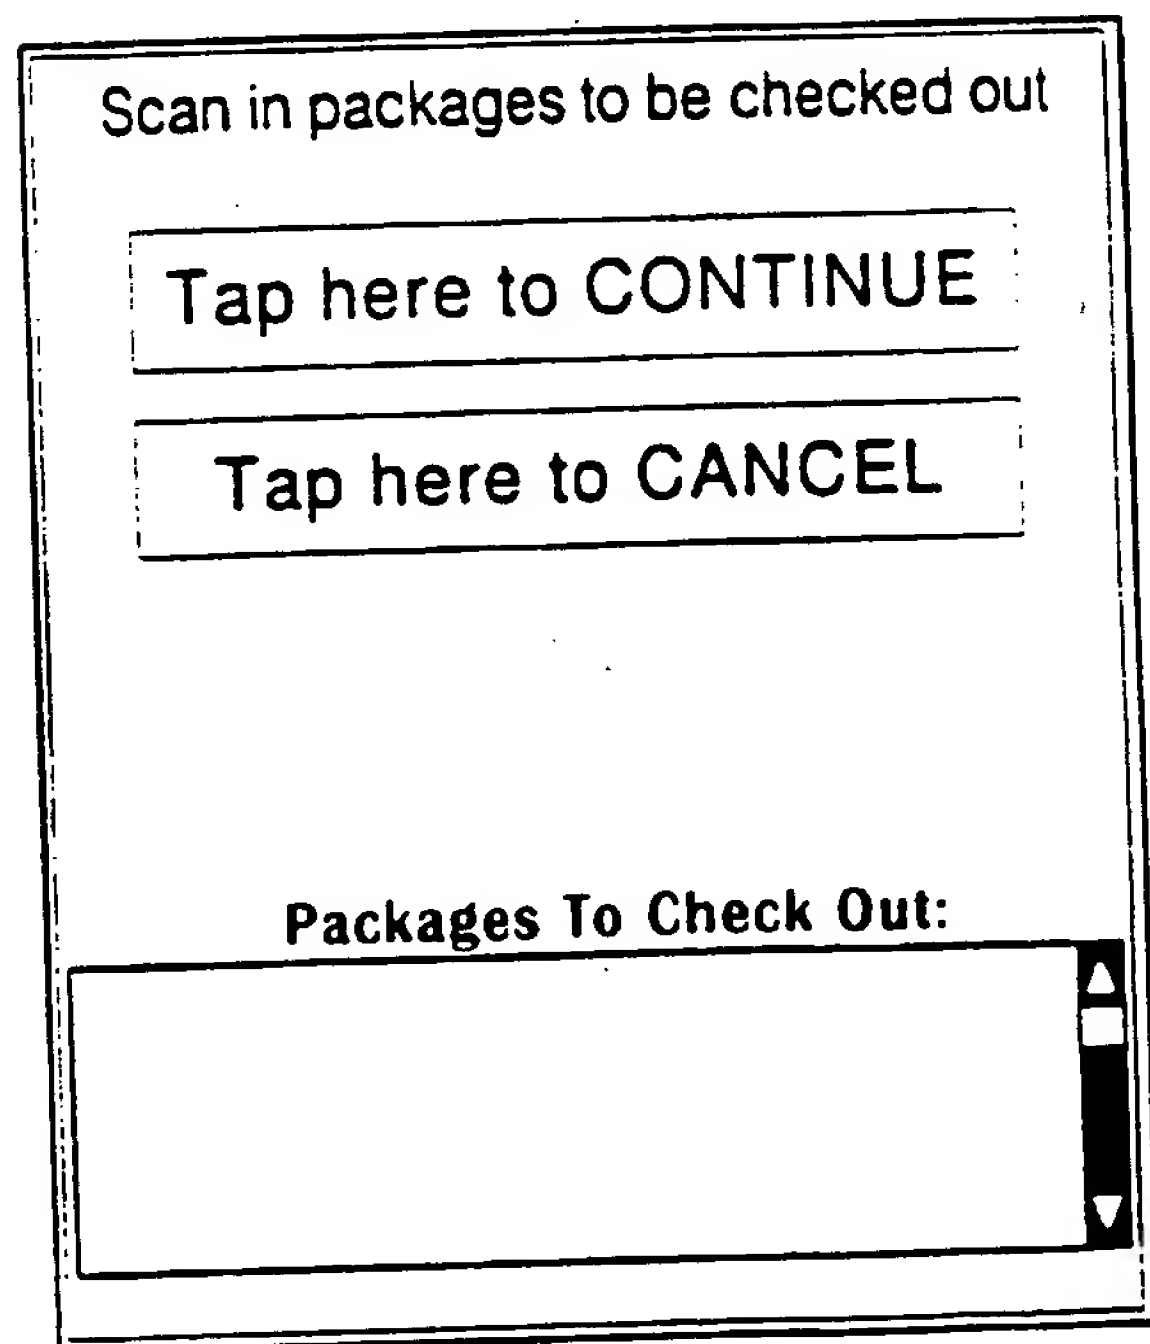 Scan in packages to be checked out
Tap here to CONTINUE
Tap here to CANCEL
Packages To Check Out: